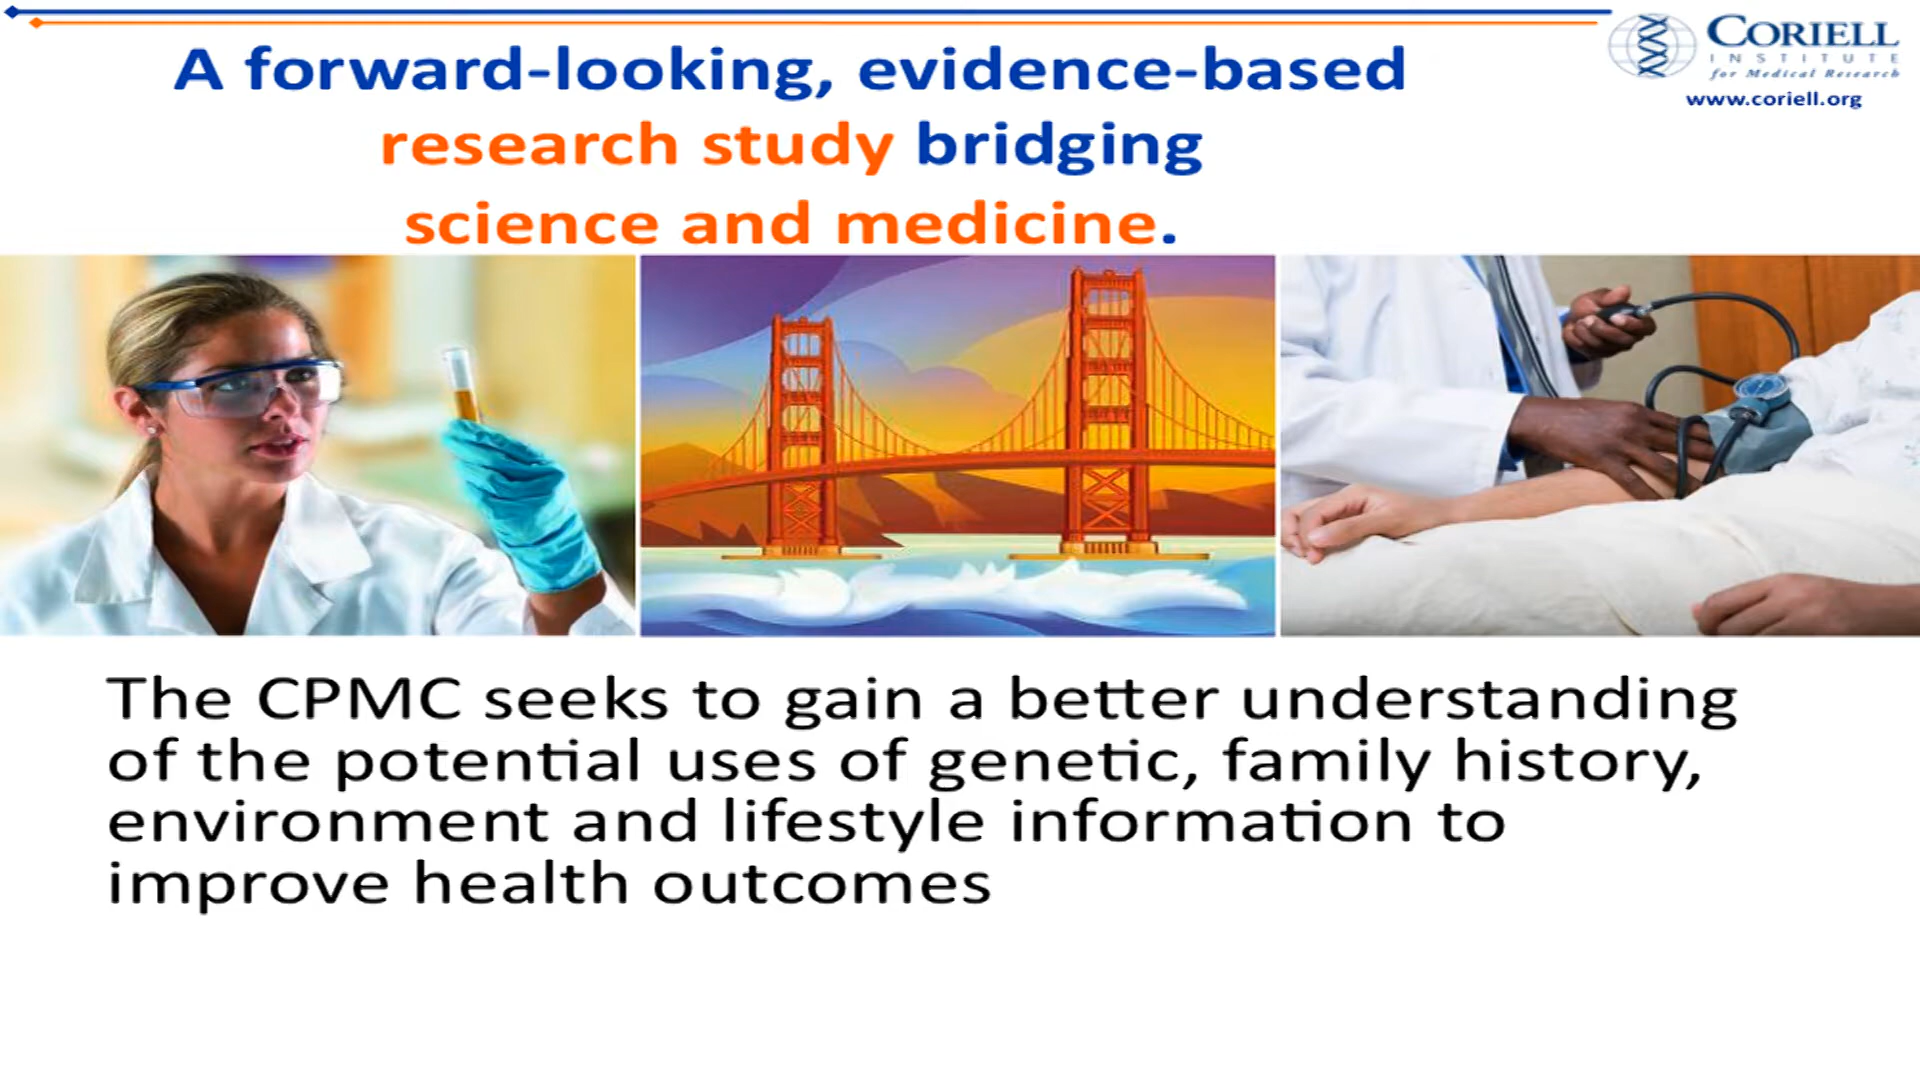 A forward-looking, evidence-based
research study bridging
science and medicine.
CORIELL
INSTITUTE
for Medical Research
www.coriell.org
The CPMC seeks to gain a better understanding
of the potential uses of genetic, family history,
environment and lifestyle information to
improve health outcomes